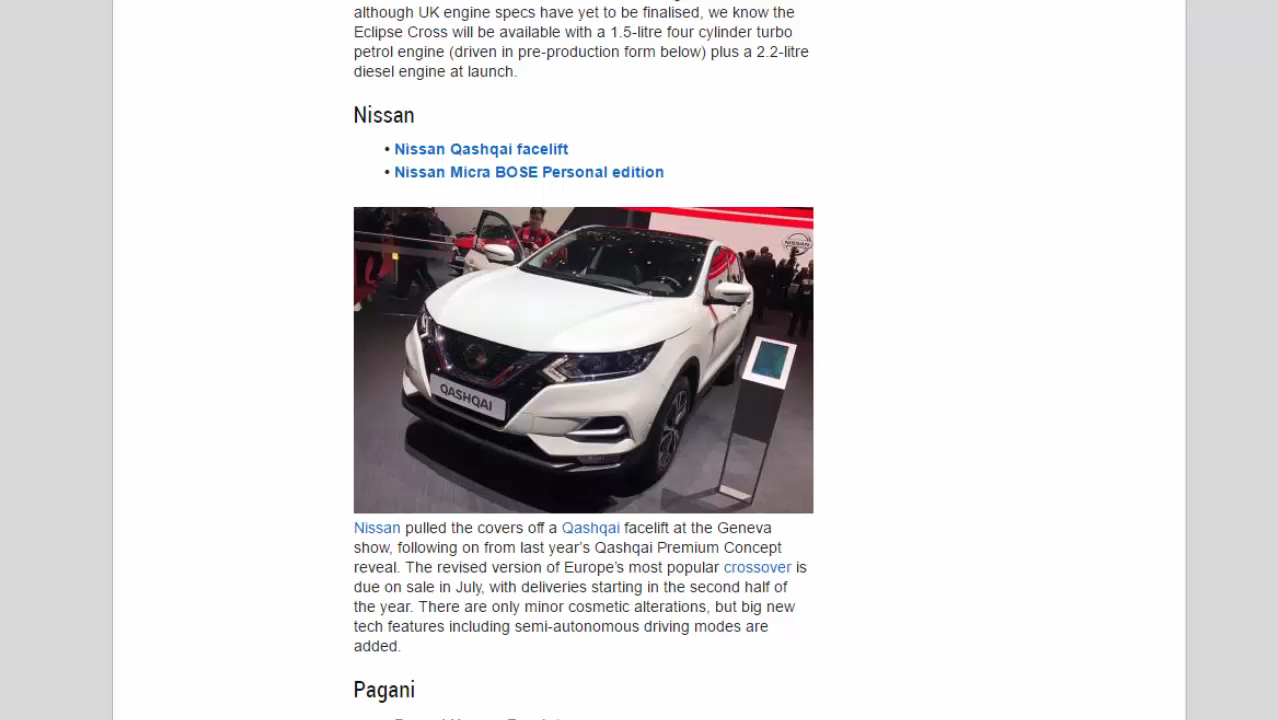 although UK engine specs have yet to be finalised, we know the
Eclipse Cross will be available with a 1.5-litre four cylinder turbo
petrol engine (driven in pre-production form below) plus a 2.2-litre
diesel engine at launch.
Nissan
• Nissan Qashqai facelift
• Nissan Micra BOSE Personal edition
NISSAN
QASHQAI
Nissan pulled the covers off a Qashqai facelift at the Geneva
show, following on from last year's Qashqai Premium Concept
reveal. The revised version of Europe's most popular crossover is
due on sale in July, with deliveries starting in the second half of
the year. There are only minor cosmetic alterations, but big new
tech features including semi-autonomous driving modes are
added.
Pagani